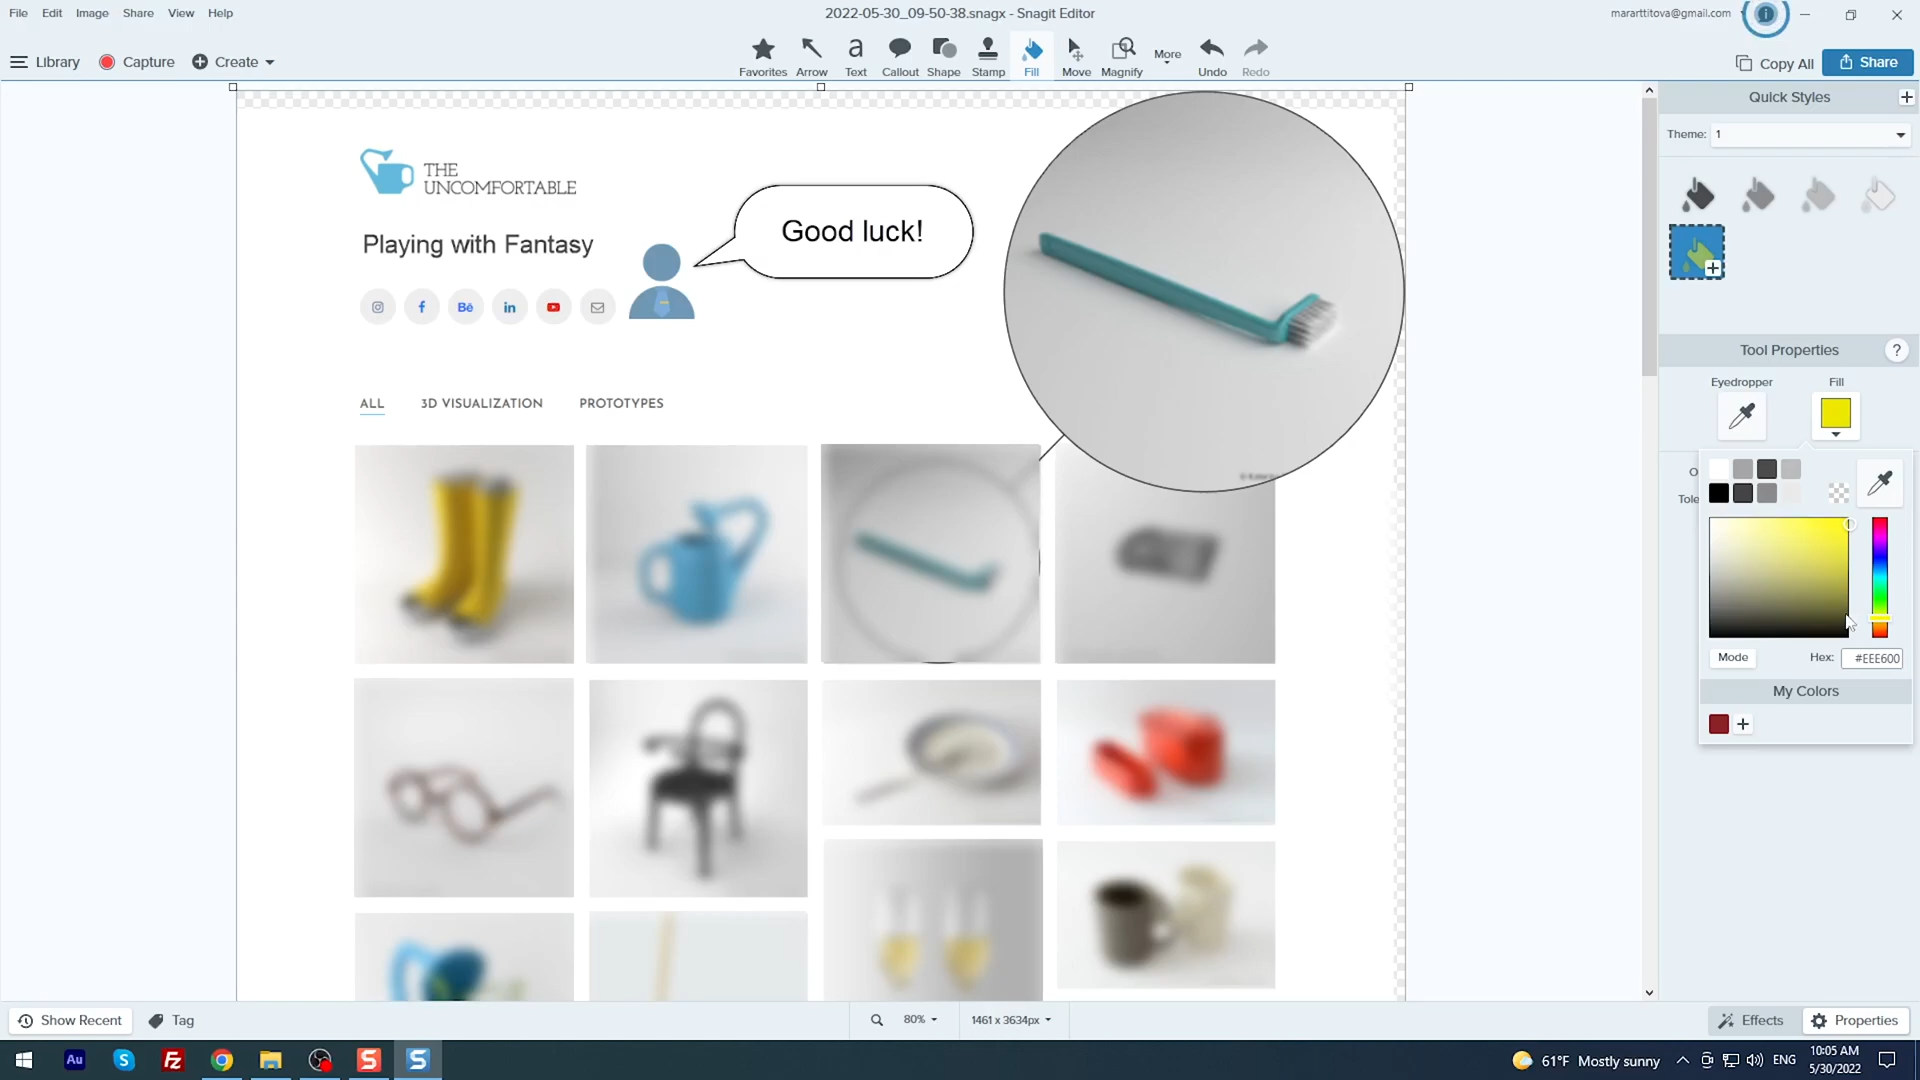 File Edit Image Share View Help
2022-05-30_09-50-38.snagx - Snagit Editor
mararttitova@gmail.com
Library Capture Create
Favorites Arrow Text Callout Shape Stamp Fill Move Magnify More Undo Redo
Copy All Share
Quick Styles
Theme: 1
THE
UNCOMFORTABLE
Good luck!
Playing with Fantasy
Bē in
ALL 3D VISUALIZATION PROTOTYPES
Tool Properties ?
Eyedropper Fill
O
Tole
Mode Hex: #EEE600
My Colors
Show Recent Tag
80% 1461 x 3634px
Effects Properties
Au
61°F Mostly sunny
ENG
10:05 AM
5/30/2022